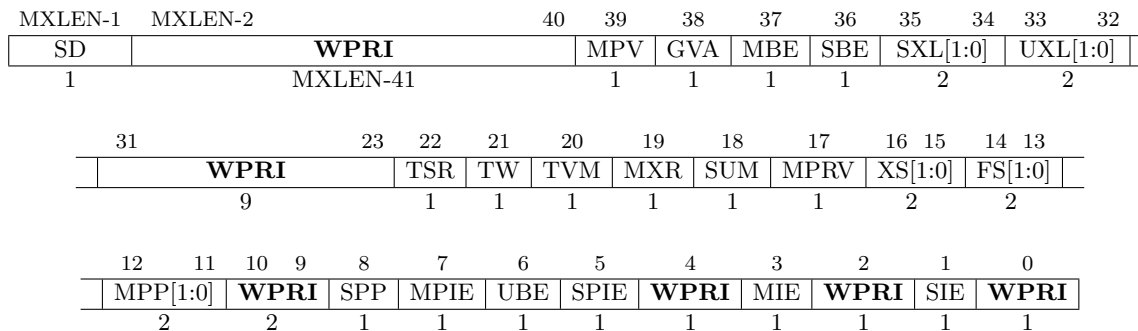 MXLEN-1 MXLEN-2 40 39 38 37 36 35 34 33 32
SD WPRI MPV GVA MBE SBE SXL[1:0] UXL[1:0]
1 MXLEN-41 1 1 1 1 2 2
31 23 22 21 20 19 18 17 16 15 14 13
WPRI TSR TW TVM MXR SUM MPRV XS[1:0] FS[1:0]
9 1 1 1 1 1 1 2 2
12 11 10 9 8 7 6 5 4 3 2 1 0
MPP[1:0] WPRI SPP MPIE UBE SPIE WPRI MIE WPRI SIE WPRI
2 2 1 1 1 1 1 1 1 1 1